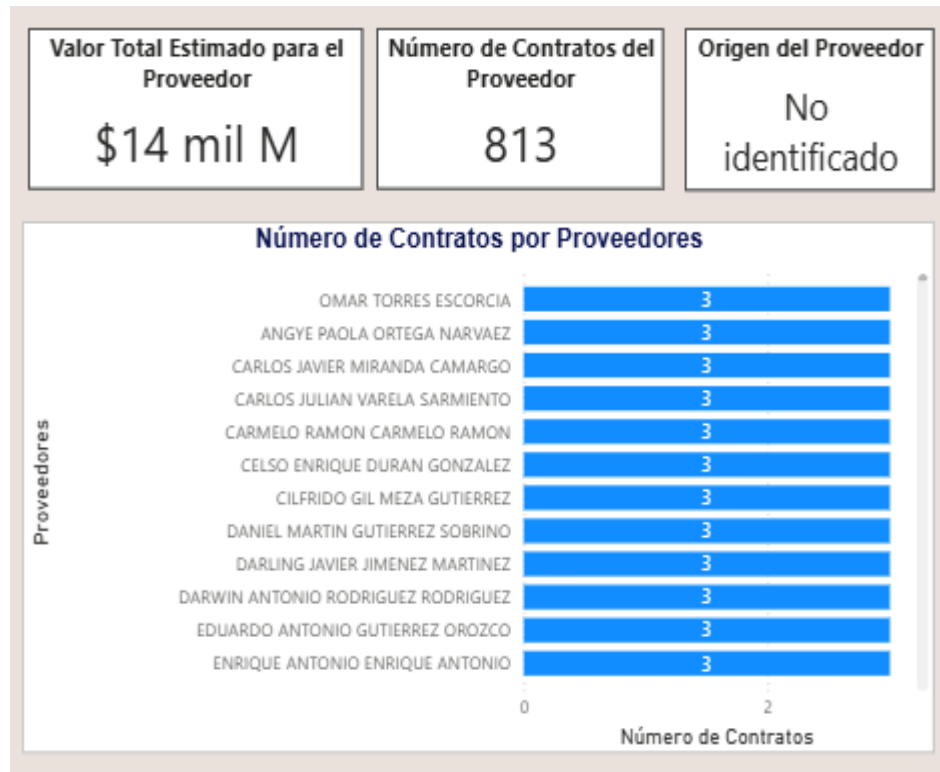 Valor Total Estimado para el
Proveedor
$14 mil M
Número de Contratos del
Proveedor
813
Origen del Proveedor
No
identificado
Número de Contratos por Proveedores
Proveedores
OMAR TORRES ESCORCIA 3
ANGYE PAOLA ORTEGA NARVAEZ 3
CARLOS JAVIER MIRANDA CAMARGO 3
CARLOS JULIAN VARELA SARMIENTO 3
CARMELO RAMON CARMELO RAMON 3
CELSO ENRIQUE DURAN GONZALEZ 3
CILFRIDO GIL MEZA GUTIERREZ 3
DANIEL MARTIN GUTIERREZ SOBRINO 3
DARLING JAVIER JIMENEZ MARTINEZ 3
DARWIN ANTONIO RODRIGUEZ RODRIGUEZ 3
EDUARDO ANTONIO GUTIERREZ OROZCO 3
ENRIQUE ANTONIO ENRIQUE ANTONIO 3
0 2
Número de Contratos